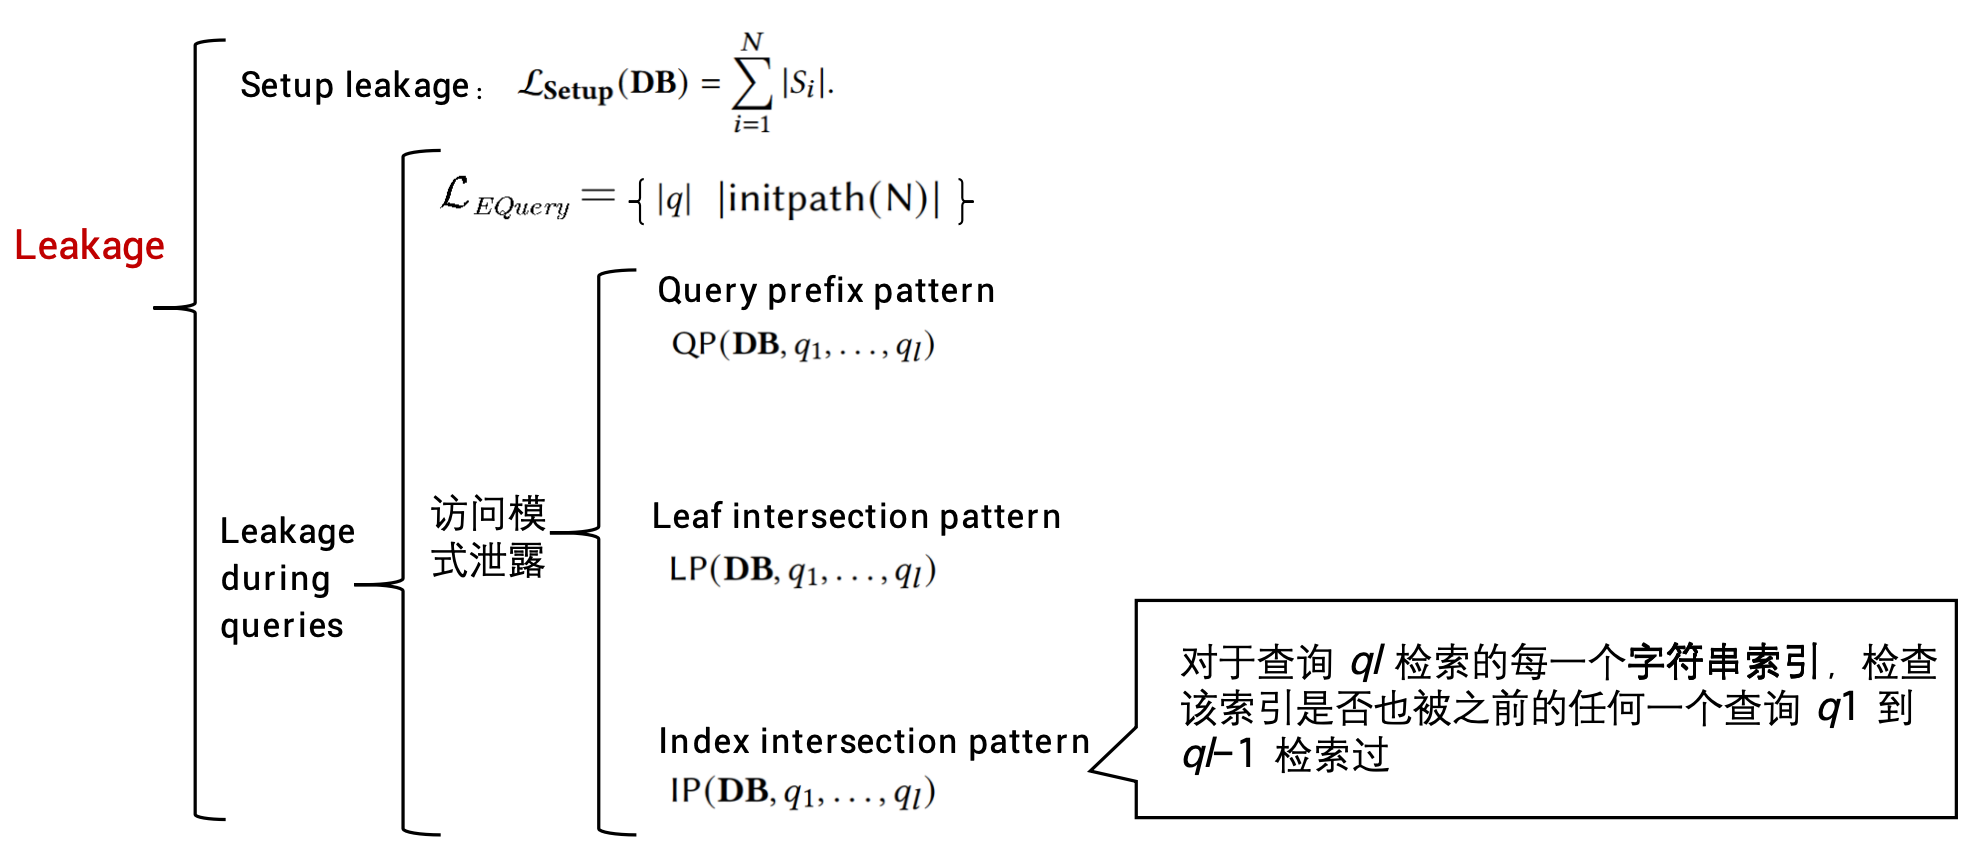 Setup leakage： ℒSetup(DB) = ∑_{i=1}^{N} |Si|.
ℒEQuery = { |q| |initpath(N)| }
Leakage
Query prefix pattern
QP(DB, q1, . . . , ql)
访问模
式泄露
Leakage
during
queries
Leaf intersection pattern
LP(DB, q1, . . . , ql)
Index intersection pattern
IP(DB, q1, . . . , ql)
对于查询 ql 检索的每一个字符串索引，检查
该索引是否也被之前的任何一个查询 q1 到
ql−1 检索过